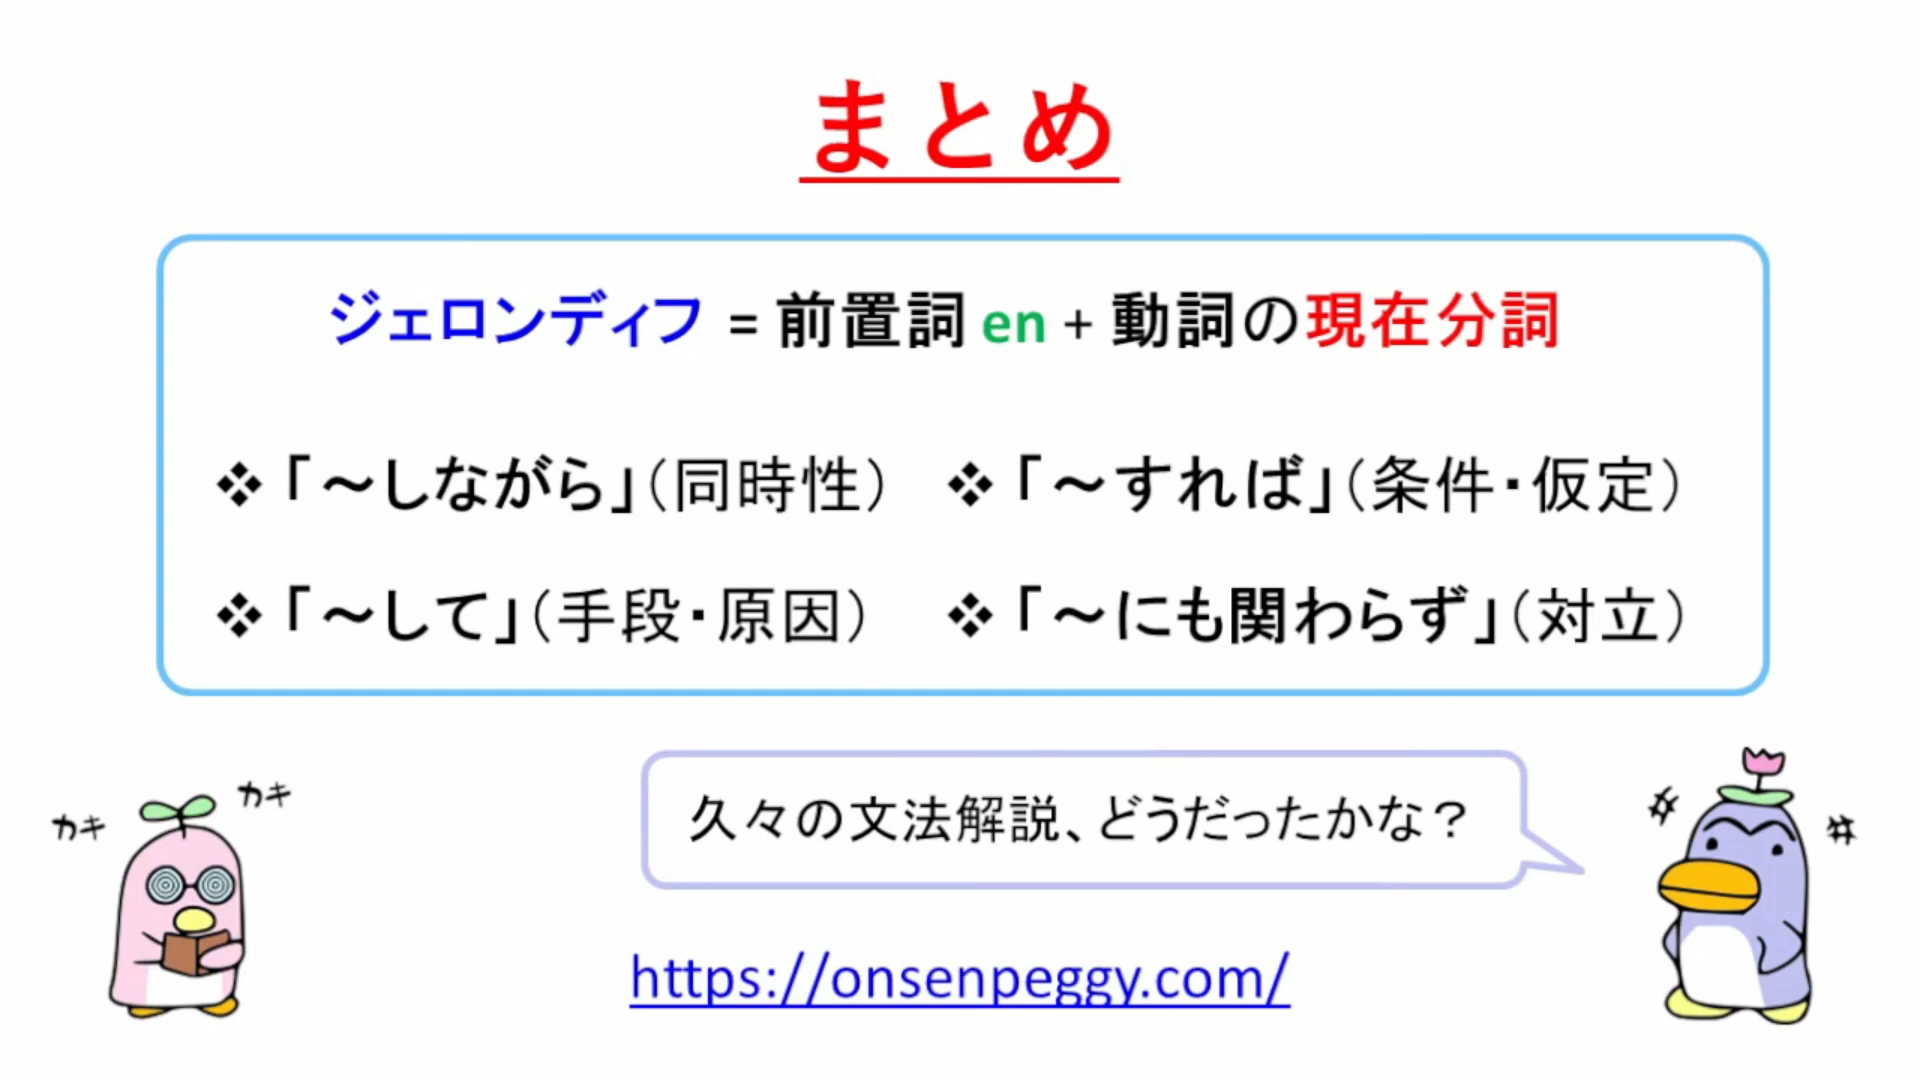 まとめ
ジェロンディフ = 前置詞 en + 動詞の現在分詞
❖「～しながら」（同時性）
❖「～すれば」（条件・仮定）
❖「～して」（手段・原因）
❖「～にも関わらず」（対立）
カキ
カキ
久々の文法解説、どうだったかな？
https://onsenpeggy.com/